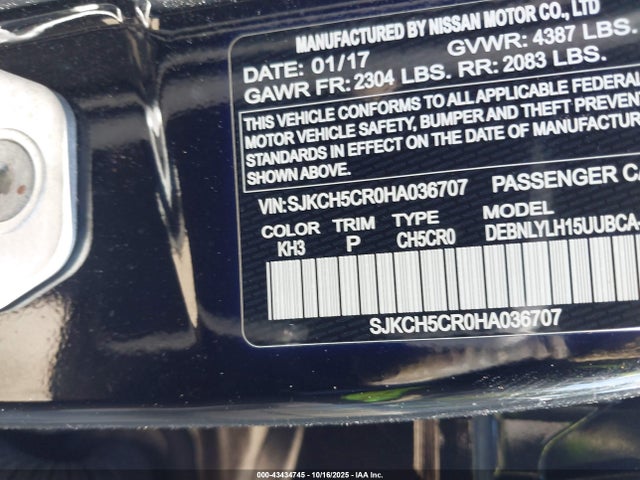 MANUFACTURED BY NISSAN MOTOR CO., LTD
DATE: 01/17 GVWR: 4387 LBS.
GAWR FR: 2304 LBS. RR: 2083 LBS.
THIS VEHICLE CONFORMS TO ALL APPLICABLE FEDERAL
MOTOR VEHICLE SAFETY, BUMPER AND THEFT PREVENT
STANDARDS IN EFFECT ON THE DATE OF MANUFACTUR
SHOWN ABOVE.
VIN: SJKCH5CR0HA036707 PASSENGER CA
COLOR TRIM TYPE MODEL
KH3 P CH5CR0 DEBNLYLH15UUBCA-
SJKCH5CR0HA036707
000-43434745 - 10/16/2025 - IAA Inc.